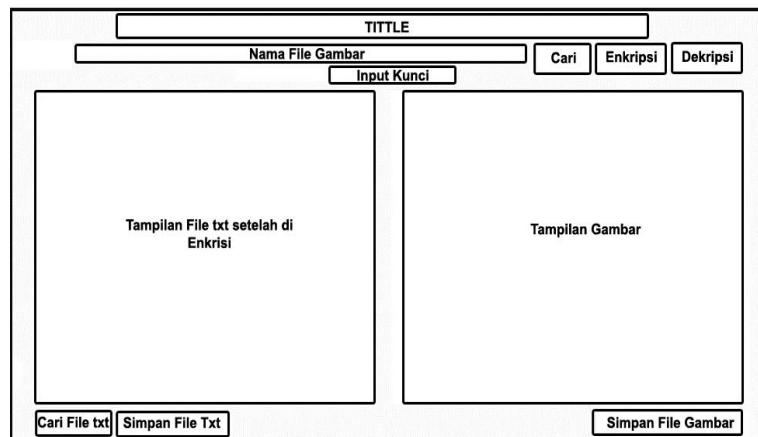 TITTLE
Nama File Gambar
Cari
Enkripsi
Dekripsi
Input Kunci
Tampilan File txt setelah di
Enkrisi
Tampilan Gambar
Cari File txt
Simpan File Txt
Simpan File Gambar